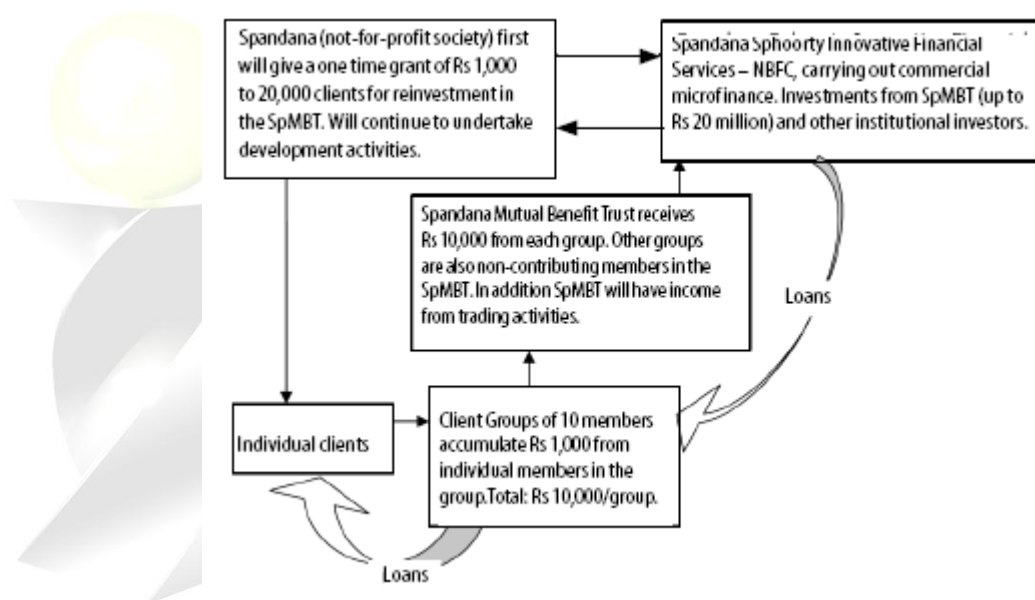 Spandana (not-for-profit society) first
will give a one time grant of Rs 1,000
to 20,000 clients for reinvestment in
the SpMBT. Will continue to undertake
development activities.
Spandana Sphoorty Innovative Financial
Services – NBFC, carrying out commercial
microfinance. Investments from SpMBT (up to
Rs 20 million) and other institutional investors.
Spandana Mutual Benefit Trust receives
Rs 10,000 from each group. Other groups
are also non-contributing members in the
SpMBT. In addition SpMBT will have income
from trading activities.
Loans
Individual clients
Client Groups of 10 members
accumulate Rs 1,000 from
individual members in the
group.Total: Rs 10,000/group.
Loans